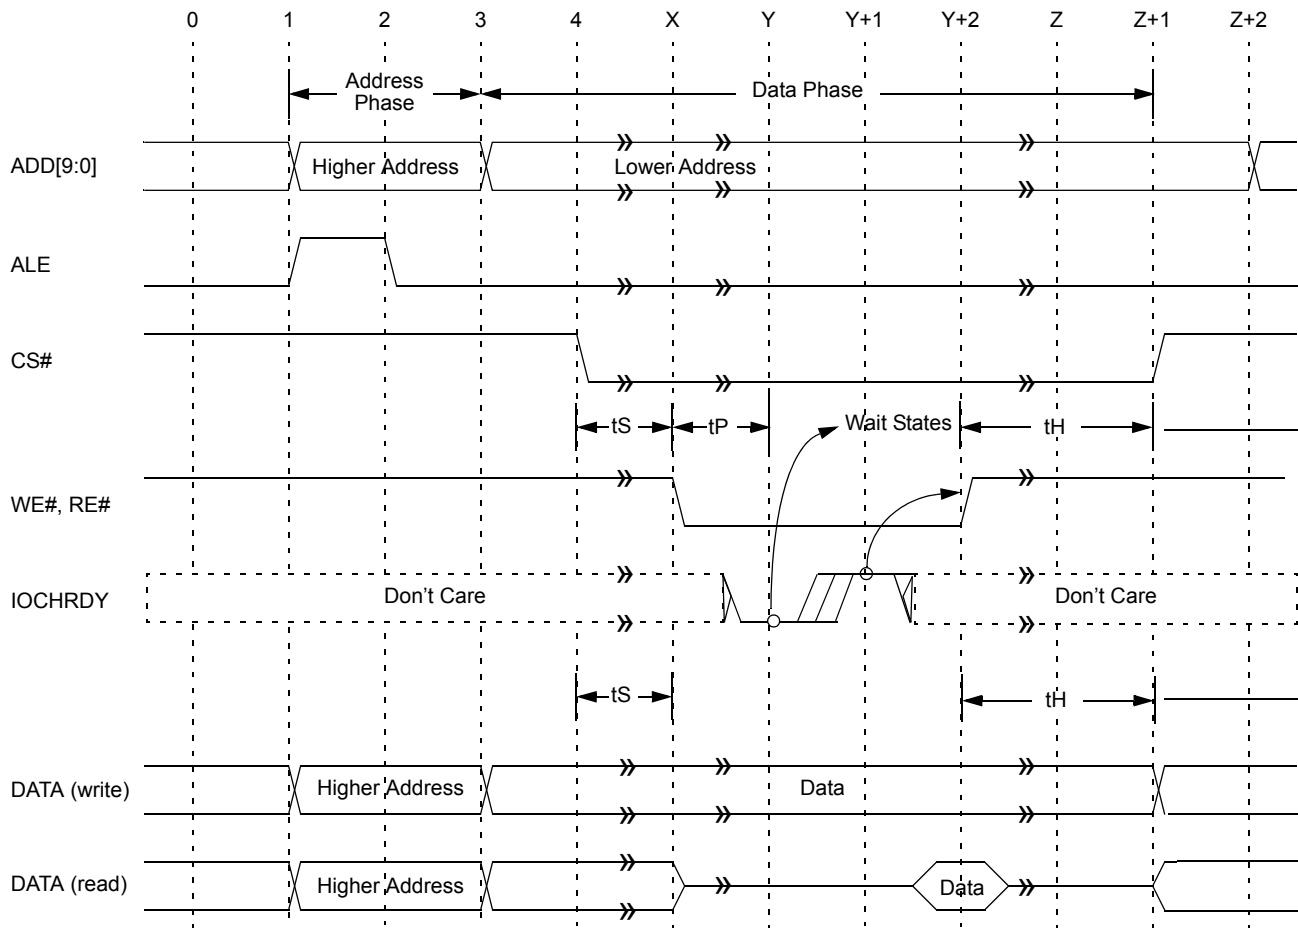 0 1 2 3 4 X Y Y+1 Y+2 Z Z+1 Z+2
Address
Phase
Data Phase
ADD[9:0] Higher Address Lower Address
ALE
CS#
tS tP Wait States tH
WE#, RE#
IOCHRDY Don't Care Don't Care
tS tH
DATA (write) Higher Address Data
DATA (read) Higher Address Data